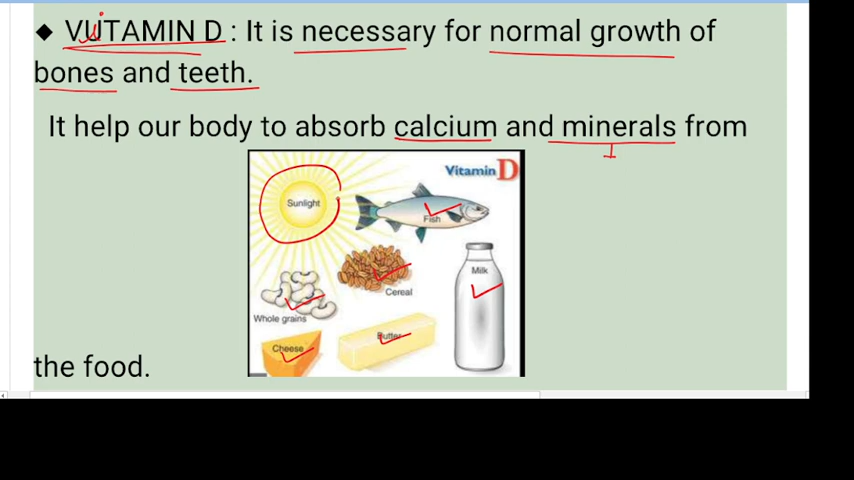 ◆ VUTAMIN D : It is necessary for normal growth of
bones and teeth.
It help our body to absorb calcium and minerals from
Vitamin D
Sunlight
Fish
Milk
Cereal
Whole grains
Butter
Cheese
the food.